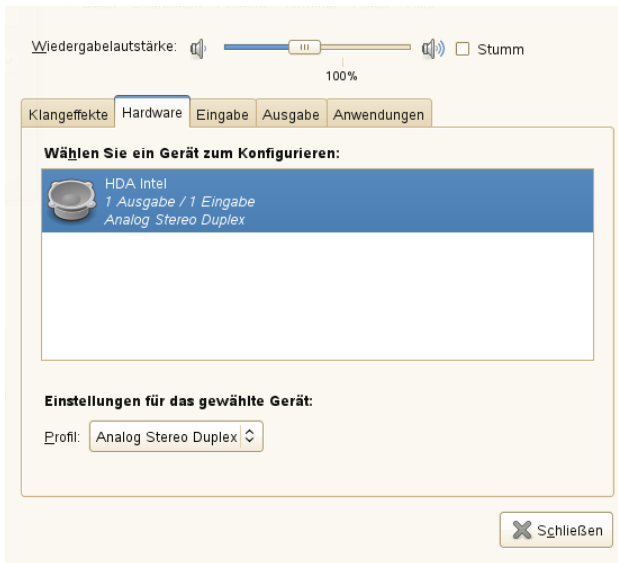 Wiedergabelautstärke: Stumm
100%
Klangeffekte Hardware Eingabe Ausgabe Anwendungen
Wählen Sie ein Gerät zum Konfigurieren:
HDA Intel
1 Ausgabe / 1 Eingabe
Analog Stereo Duplex
Einstellungen für das gewählte Gerät:
Profil: Analog Stereo Duplex
Schließen